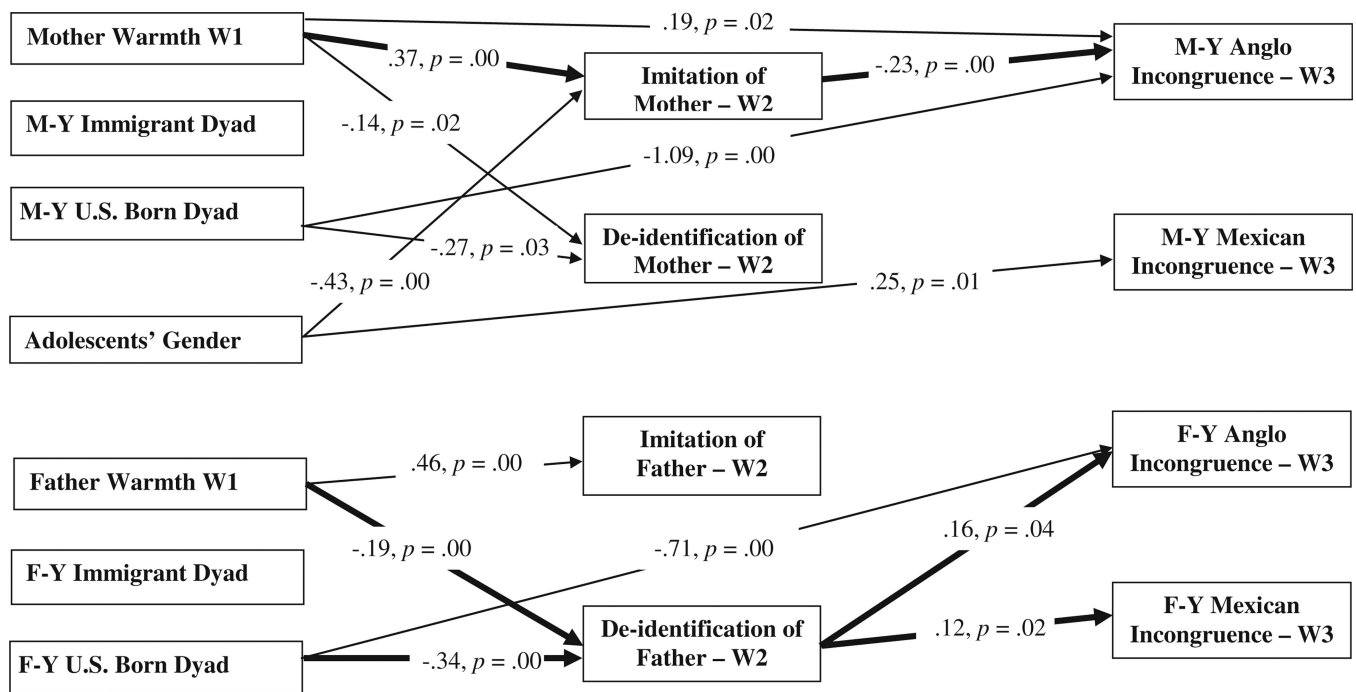 Mother Warmth W1
M-Y Immigrant Dyad
M-Y U.S. Born Dyad
Adolescents’ Gender
.19, p = .02
.37, p = .00
-.14, p = .02
-.27, p = .03
-.43, p = .00
Imitation of
Mother – W2
De-identification of
Mother – W2
-.23, p = .00
-1.09, p = .00
.25, p = .01
M-Y Anglo
Incongruence – W3
M-Y Mexican
Incongruence – W3
Father Warmth W1
F-Y Immigrant Dyad
F-Y U.S. Born Dyad
.46, p = .00
-.19, p = .00
-.34, p = .00
Imitation of
Father – W2
De-identification of
Father – W2
-.71, p = .00
.16, p = .04
.12, p = .02
F-Y Anglo
Incongruence – W3
F-Y Mexican
Incongruence – W3